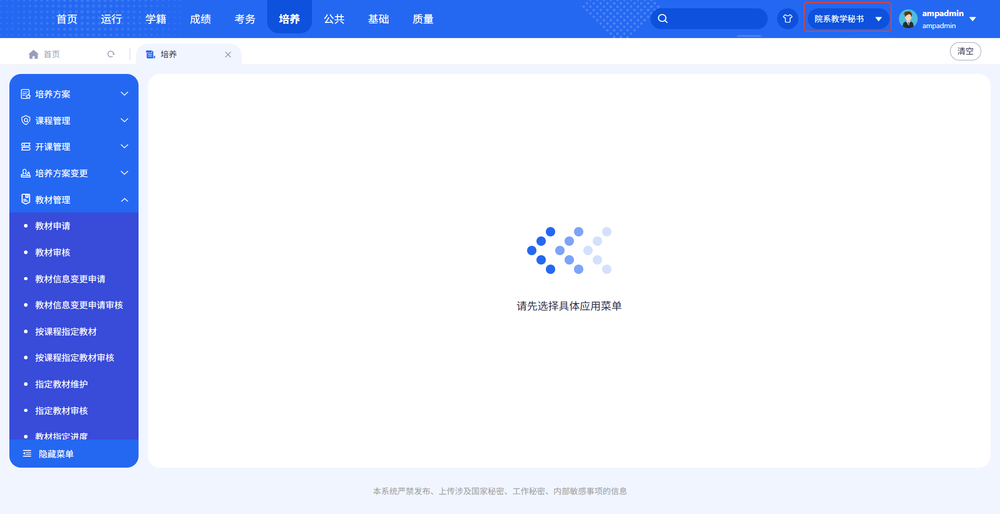 首页 运行 学籍 成绩 考务 培养 公共 基础 质量 院系教学秘书 ampadmin
ampadmin
首页 培养 清空
培养方案
课程管理
开课管理
培养方案变更
教材管理
教材申请
教材审核
教材信息变更申请
教材信息变更申请审核
按课程指定教材
按课程指定教材审核
指定教材维护
指定教材审核
教材指定进度
隐藏菜单
请先选择具体应用菜单
本系统严禁发布、上传涉及国家秘密、工作秘密、内部敏感事项的信息